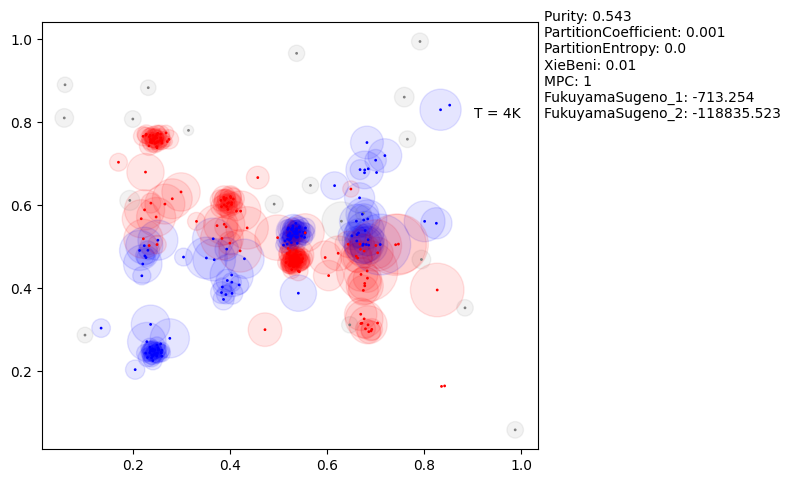 Purity: 0.543
PartitionCoefficient: 0.001
PartitionEntropy: 0.0
XieBeni: 0.01
MPC: 1
FukuyamaSugeno_1: -713.254
FukuyamaSugeno_2: -118835.523
T = 4K
1.0
0.8
0.6
0.4
0.2
0.2 0.4 0.6 0.8 1.0